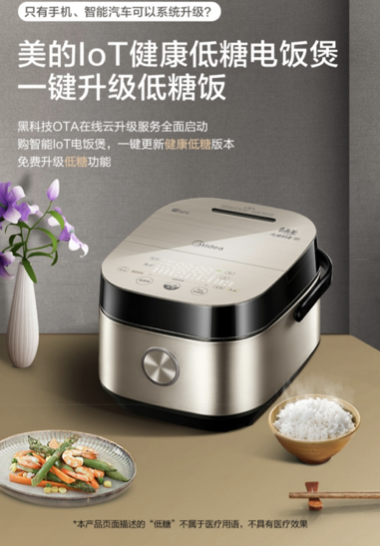 只有手机、智能汽车可以系统升级？
美的IoT健康低糖电饭煲
一键升级低糖饭
黑科技OTA在线云升级服务全面启动
购智能IoT电饭煲，一键更新健康低糖版本
免费升级低糖功能
Midea
*本产品页面描述的“低糖”不属于医疗用语，不具有医疗效果